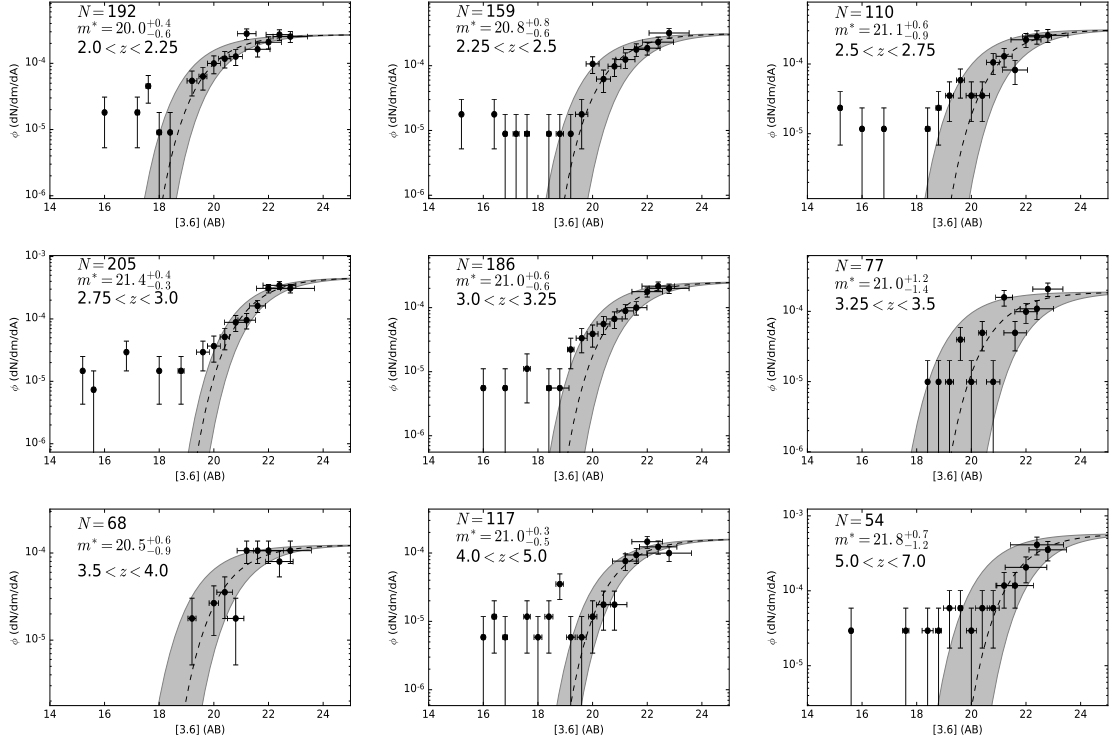 N=192
m*=20.0+0.4−0.6
2.0<z<2.25
10^-4
10^-5
10^-6
ϕ (dN/dm/dA)
14 16 18 20 22 24
[3.6] (AB)
N=159
m*=20.8+0.8−0.6
2.25<z<2.5
10^-4
10^-5
10^-6
ϕ (dN/dm/dA)
14 16 18 20 22 24
[3.6] (AB)
N=110
m*=21.1+0.6−0.9
2.5<z<2.75
10^-4
10^-5
ϕ (dN/dm/dA)
14 16 18 20 22 24
[3.6] (AB)
N=205
m*=21.4+0.4−0.3
2.75<z<3.0
10^-3
10^-4
10^-5
10^-6
ϕ (dN/dm/dA)
14 16 18 20 22 24
[3.6] (AB)
N=186
m*=21.0+0.6−0.6
3.0<z<3.25
10^-4
10^-5
10^-6
ϕ (dN/dm/dA)
14 16 18 20 22 24
[3.6] (AB)
N=77
m*=21.0+1.2−1.4
3.25<z<3.5
10^-3
10^-4
10^-5
10^-6
ϕ (dN/dm/dA)
14 16 18 20 22 24
[3.6] (AB)
N=68
m*=20.5+0.6−0.9
3.5<z<4.0
10^-4
10^-5
ϕ (dN/dm/dA)
14 16 18 20 22 24
[3.6] (AB)
N=117
m*=21.0+0.3−0.5
4.0<z<5.0
10^-4
10^-5
10^-6
ϕ (dN/dm/dA)
14 16 18 20 22 24
[3.6] (AB)
N=54
m*=21.8+0.7−1.2
5.0<z<7.0
10^-3
10^-4
10^-5
ϕ (dN/dm/dA)
14 16 18 20 22 24
[3.6] (AB)